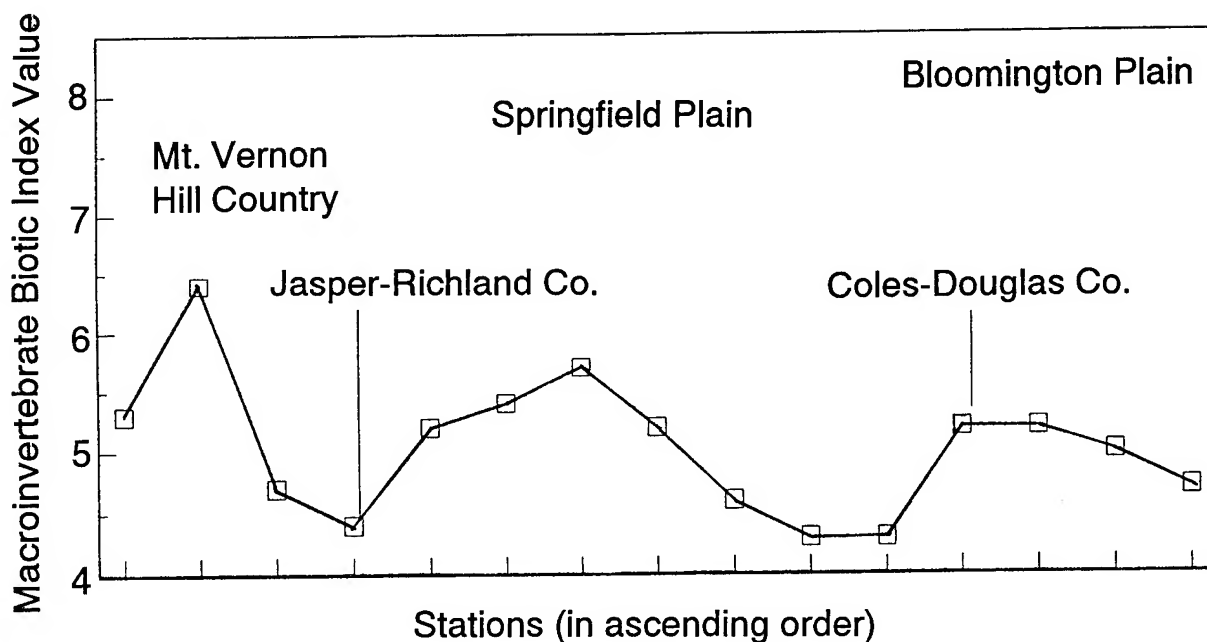 Macroinvertebrate Biotic Index Value
8
7
6
5
4
Bloomington Plain
Springfield Plain
Mt. Vernon
Hill Country
Jasper-Richland Co.
Coles-Douglas Co.
Stations (in ascending order)